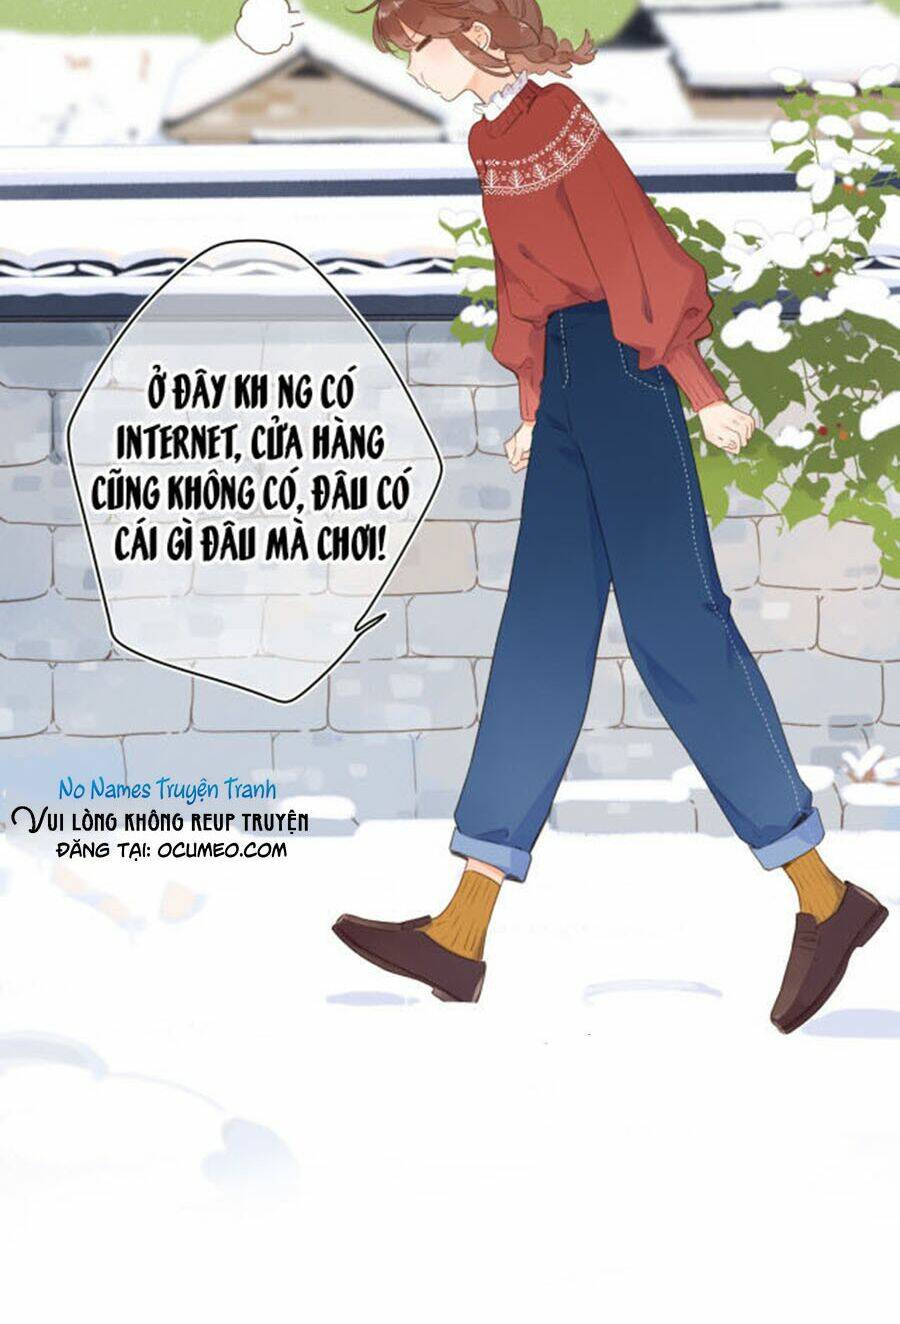 Ở ĐÂY KH NG CÓ
INTERNET, CỬA HÀNG
CŨNG KHÔNG CÓ, ĐÂU CÓ
CÁI GÌ ĐÂU MÀ CHƠI!
No Names Truyện Tranh
VUI LÒNG KHÔNG REUP TRUYỆN
ĐĂNG TẠI: OCUMEO.COM